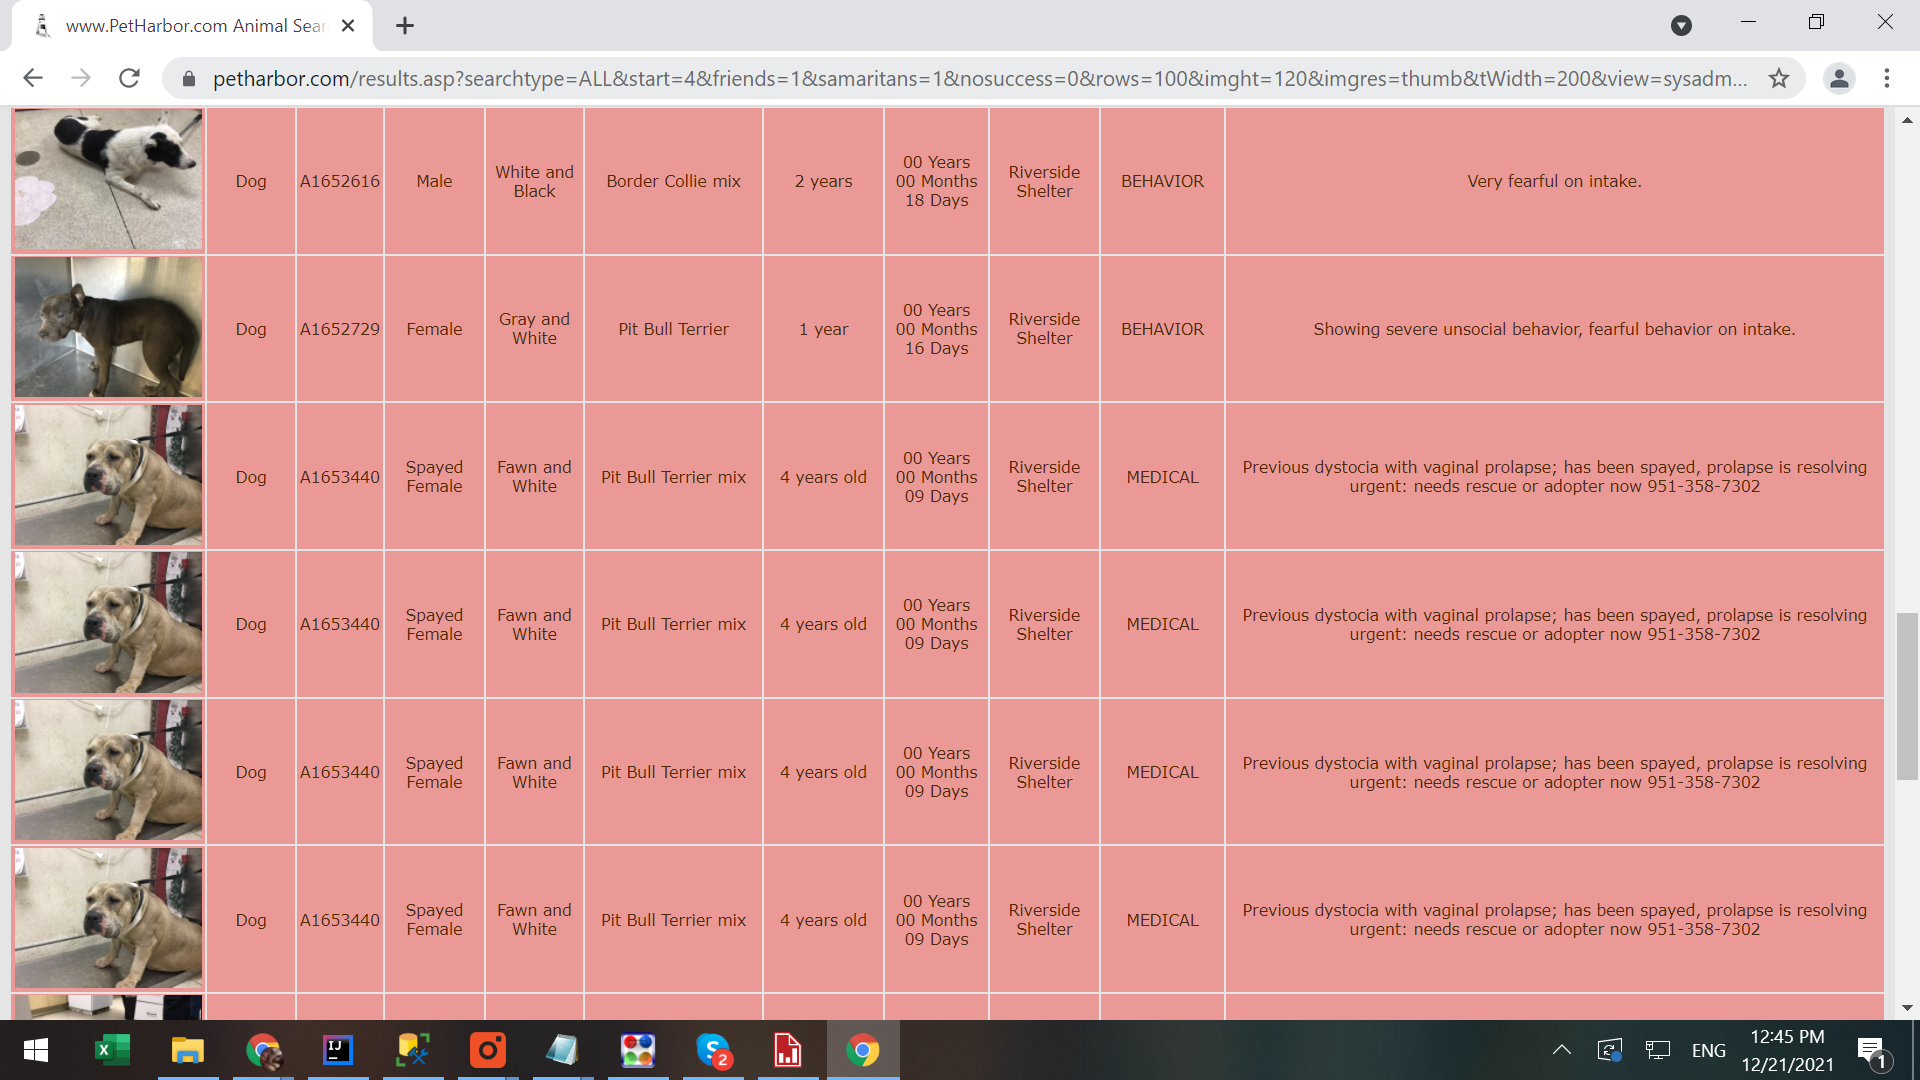 www.PetHarbor.com Animal Sear
petharbor.com/results.asp?searchtype=ALL&start=4&friends=1&samaritans=1&nosuccess=0&rows=100&imght=120&imgres=thumb&tWidth=200&view=sysadm...
Dog A1652616 Male White and Black Border Collie mix 2 years 00 Years 00 Months 18 Days Riverside Shelter BEHAVIOR Very fearful on intake.
Dog A1652729 Female Gray and White Pit Bull Terrier 1 year 00 Years 00 Months 16 Days Riverside Shelter BEHAVIOR Showing severe unsocial behavior, fearful behavior on intake.
Dog A1653440 Spayed Female Fawn and White Pit Bull Terrier mix 4 years old 00 Years 00 Months 09 Days Riverside Shelter MEDICAL Previous dystocia with vaginal prolapse; has been spayed, prolapse is resolving urgent: needs rescue or adopter now 951-358-7302
Dog A1653440 Spayed Female Fawn and White Pit Bull Terrier mix 4 years old 00 Years 00 Months 09 Days Riverside Shelter MEDICAL Previous dystocia with vaginal prolapse; has been spayed, prolapse is resolving urgent: needs rescue or adopter now 951-358-7302
Dog A1653440 Spayed Female Fawn and White Pit Bull Terrier mix 4 years old 00 Years 00 Months 09 Days Riverside Shelter MEDICAL Previous dystocia with vaginal prolapse; has been spayed, prolapse is resolving urgent: needs rescue or adopter now 951-358-7302
Dog A1653440 Spayed Female Fawn and White Pit Bull Terrier mix 4 years old 00 Years 00 Months 09 Days Riverside Shelter MEDICAL Previous dystocia with vaginal prolapse; has been spayed, prolapse is resolving urgent: needs rescue or adopter now 951-358-7302
X
IJ
S 2
ENG
12:45 PM
12/21/2021
1